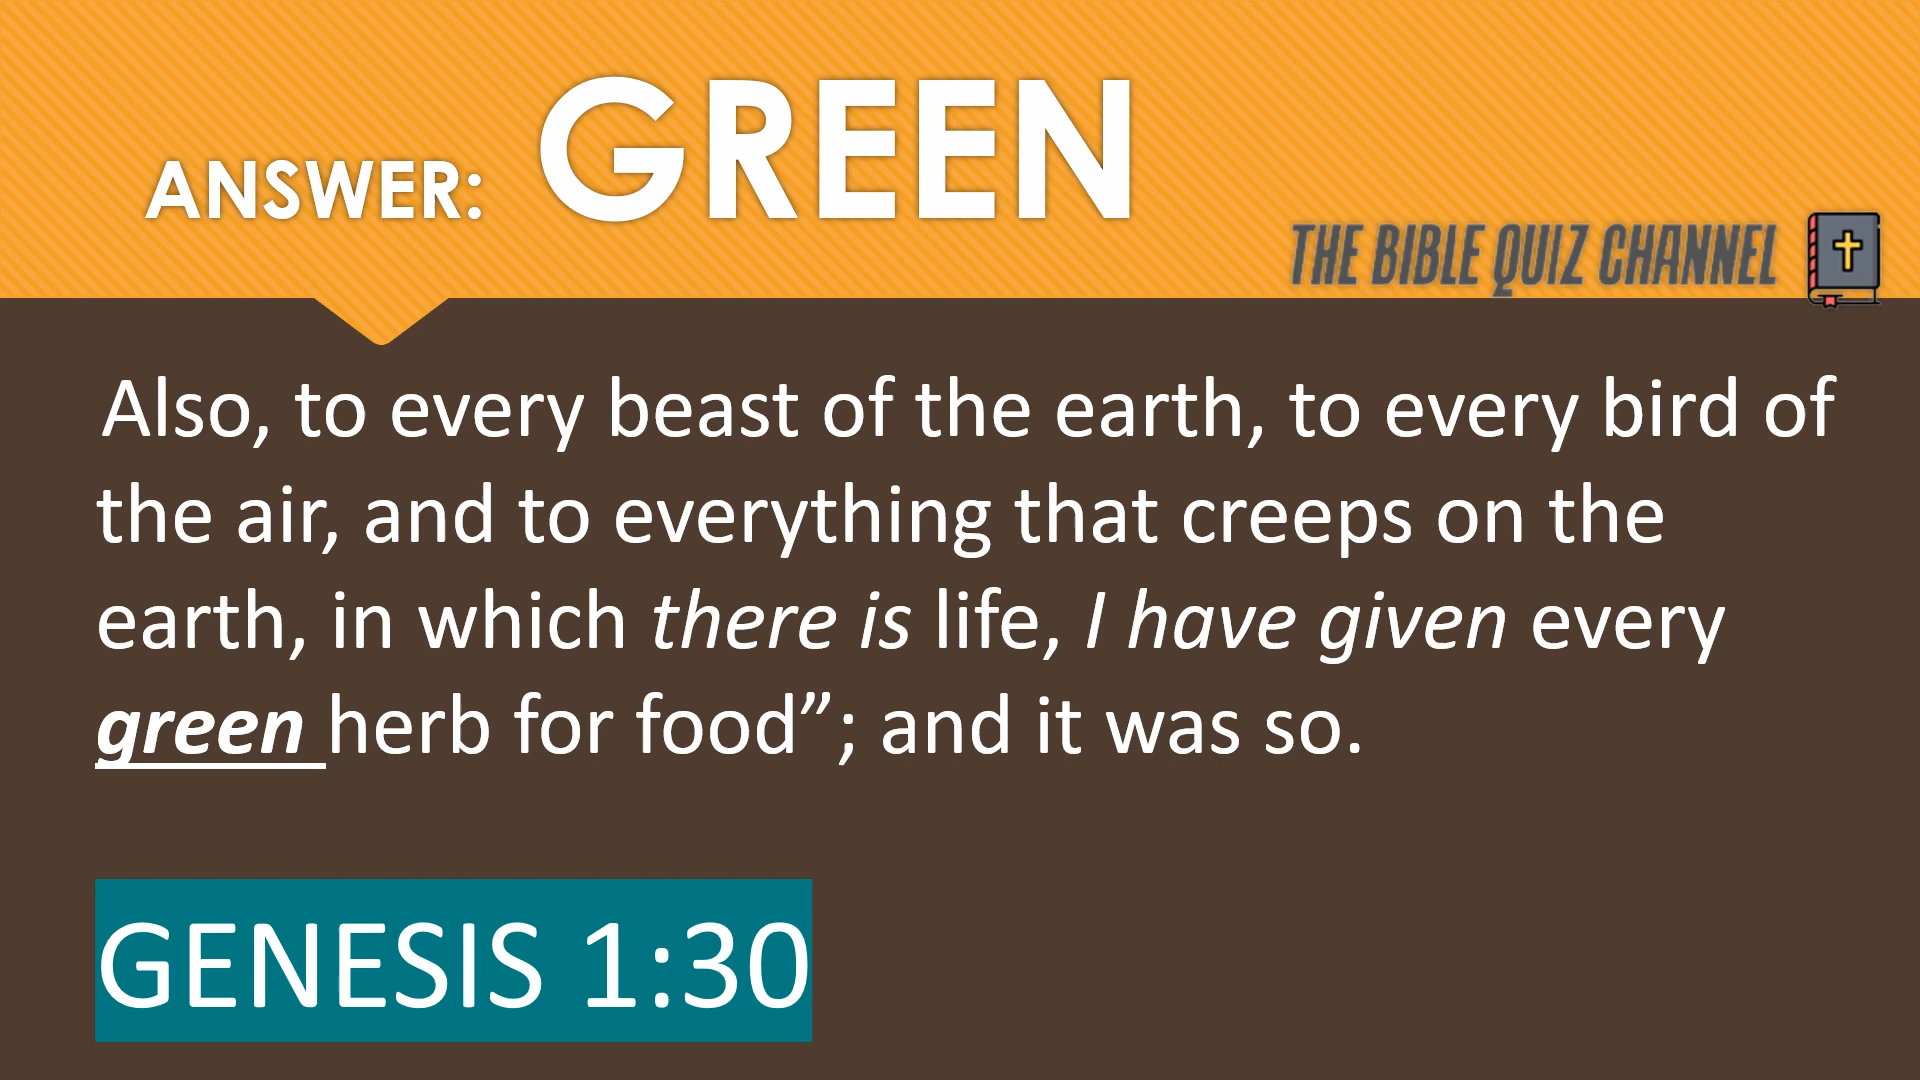 ANSWER: GREEN
THE BIBLE QUIZ CHANNEL
Also, to every beast of the earth, to every bird of
the air, and to everything that creeps on the
earth, in which there is life, I have given every
green herb for food”; and it was so.
GENESIS 1:30